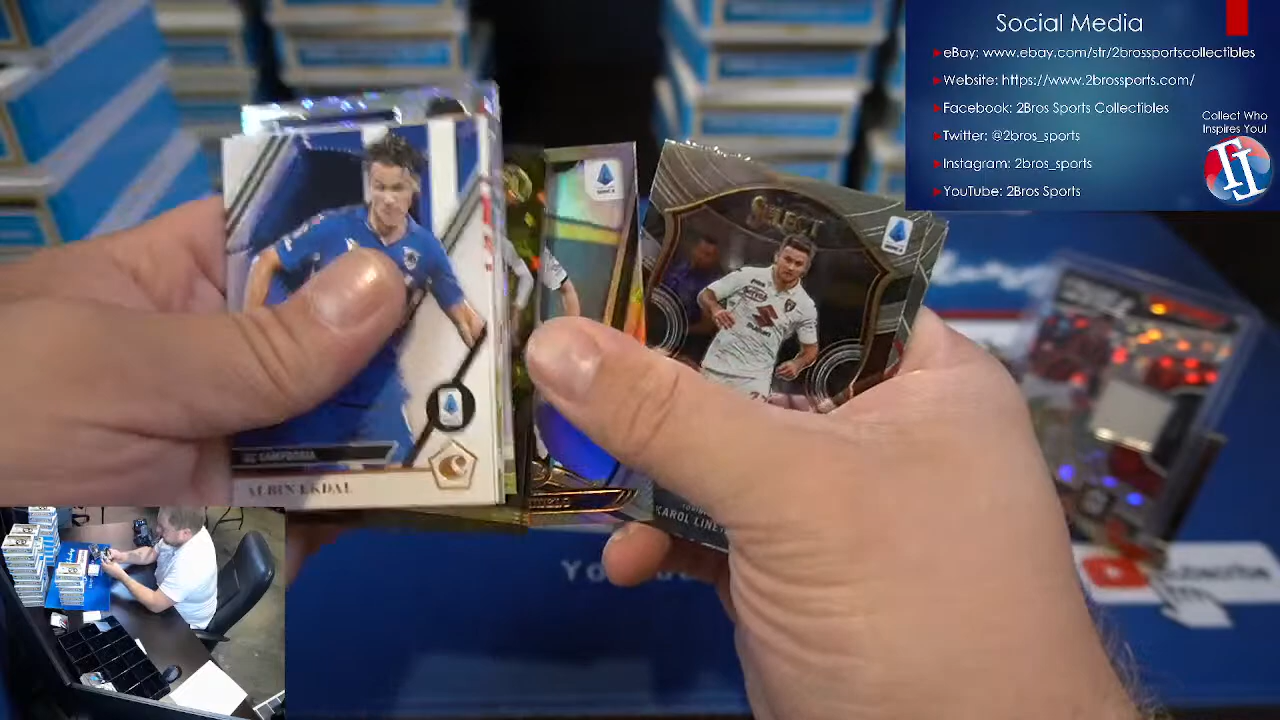 Social Media
eBay: www.ebay.com/str/2brossportscollectibles
Website: https://www.2brossports.com/
Facebook: 2Bros Sports Collectibles
Twitter: @2bros_sports
Instagram: 2bros_sports
YouTube: 2Bros Sports
Collect Who
Inspires You!
SELECT
UC SAMPDORIA
ALBIN EKDAL
KAROL LINE